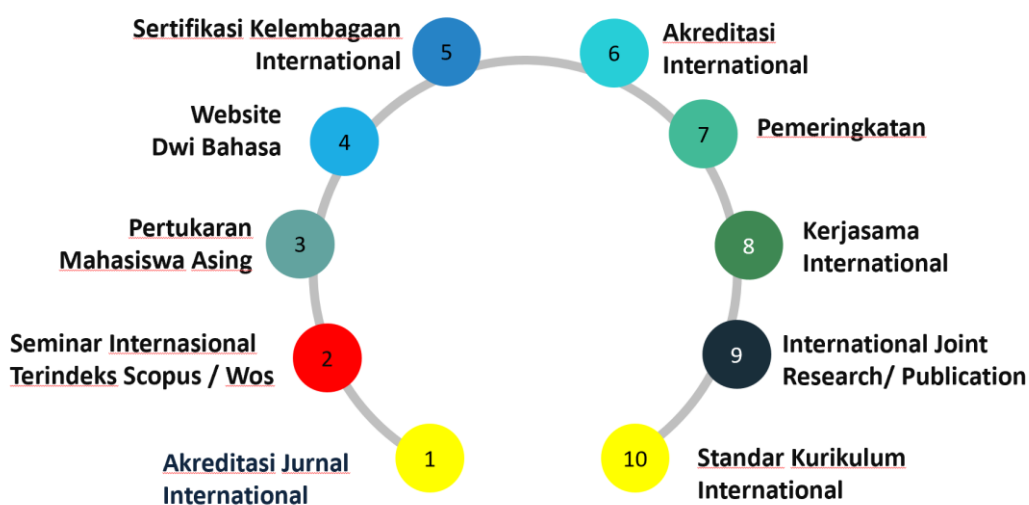 1
Akreditasi Jurnal
International
2
Seminar Internasional
Terindeks Scopus / Wos
3
Pertukaran
Mahasiswa Asing
4
Website
Dwi Bahasa
5
Sertifikasi Kelembagaan
International
6
Akreditasi
International
7
Pemeringkatan
8
Kerjasama
International
9
International Joint
Research/ Publication
10
Standar Kurikulum
International